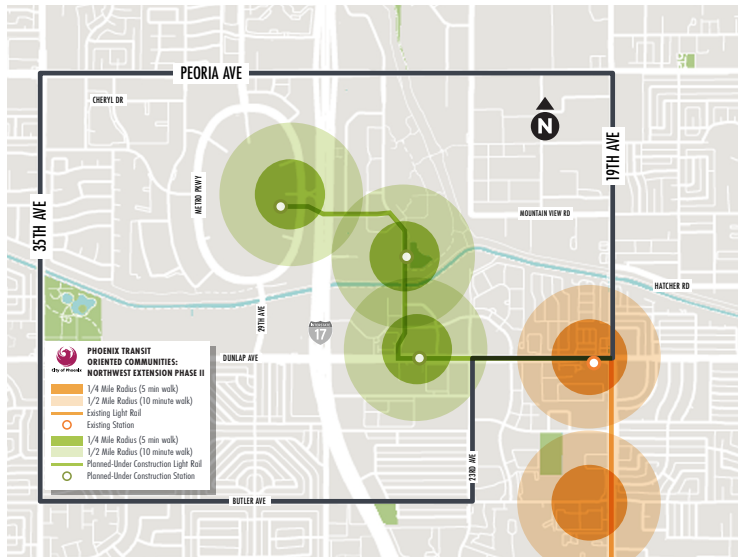 PEORIA AVE
CHERYL DR
N
19TH AVE
METRO PKWY
35TH AVE
MOUNTAIN VIEW RD
HATCHER RD
29TH AVE
INTERSTATE
17
City of Phoenix
PHOENIX TRANSIT
ORIENTED COMMUNITIES:
NORTHWEST EXTENSION PHASE II
1/4 Mile Radius (5 min walk)
1/2 Mile Radius (10 minute walk)
Existing Light Rail
Existing Station
1/4 Mile Radius (5 min walk)
1/2 Mile Radius (10 minute walk)
Planned-Under Construction Light Rail
Planned-Under Construction Station
DUNLAP AVE
23RD AVE
BUTLER AVE